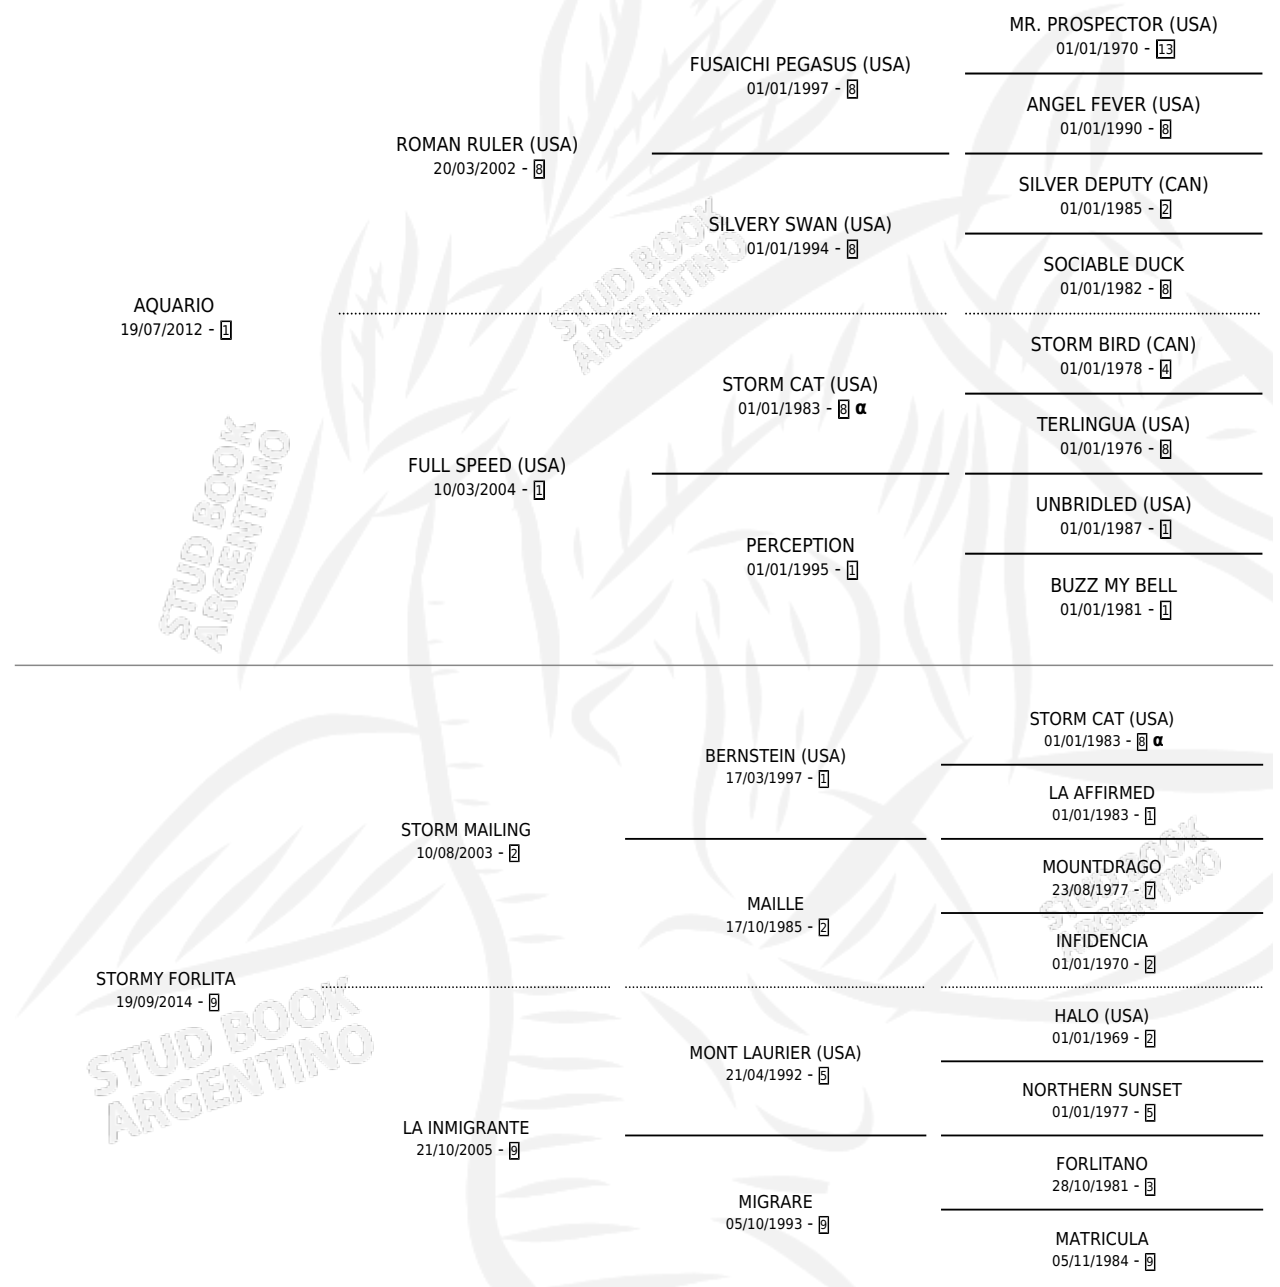 MR. PROSPECTOR (USA)
01/01/1970 - 13
FUSAICHI PEGASUS (USA)
01/01/1997 - 8
ANGEL FEVER (USA)
01/01/1990 - 8
ROMAN RULER (USA)
20/03/2002 - 8
SILVER DEPUTY (CAN)
01/01/1985 - 2
SILVERY SWAN (USA)
01/01/1994 - 8
SOCIABLE DUCK
01/01/1982 - 8
AQUARIO
19/07/2012 - 1
STORM BIRD (CAN)
01/01/1978 - 4
STORM CAT (USA)
01/01/1983 - 8 α
TERLINGUA (USA)
01/01/1976 - 8
FULL SPEED (USA)
10/03/2004 - 1
UNBRIDLED (USA)
01/01/1987 - 1
PERCEPTION
01/01/1995 - 1
BUZZ MY BELL
01/01/1981 - 1
STORM CAT (USA)
01/01/1983 - 8 α
BERNSTEIN (USA)
17/03/1997 - 1
LA AFFIRMED
01/01/1983 - 1
STORM MAILING
10/08/2003 - 2
MOUNTDRAGO
23/08/1977 - 7
MAILLE
17/10/1985 - 2
INFIDENCIA
01/01/1970 - 2
STORMY FORLITA
19/09/2014 - 9
HALO (USA)
01/01/1969 - 2
MONT LAURIER (USA)
21/04/1992 - 5
NORTHERN SUNSET
01/01/1977 - 5
LA INMIGRANTE
21/10/2005 - 9
FORLITANO
28/10/1981 - 3
MIGRARE
05/10/1993 - 9
MATRICULA
05/11/1984 - 9
STUD BOOK
ARGENTINO
STUD BOOK
ARGENTINO
STUD BOOK
ARGENTINO
STUD BOOK
ARGENTINO